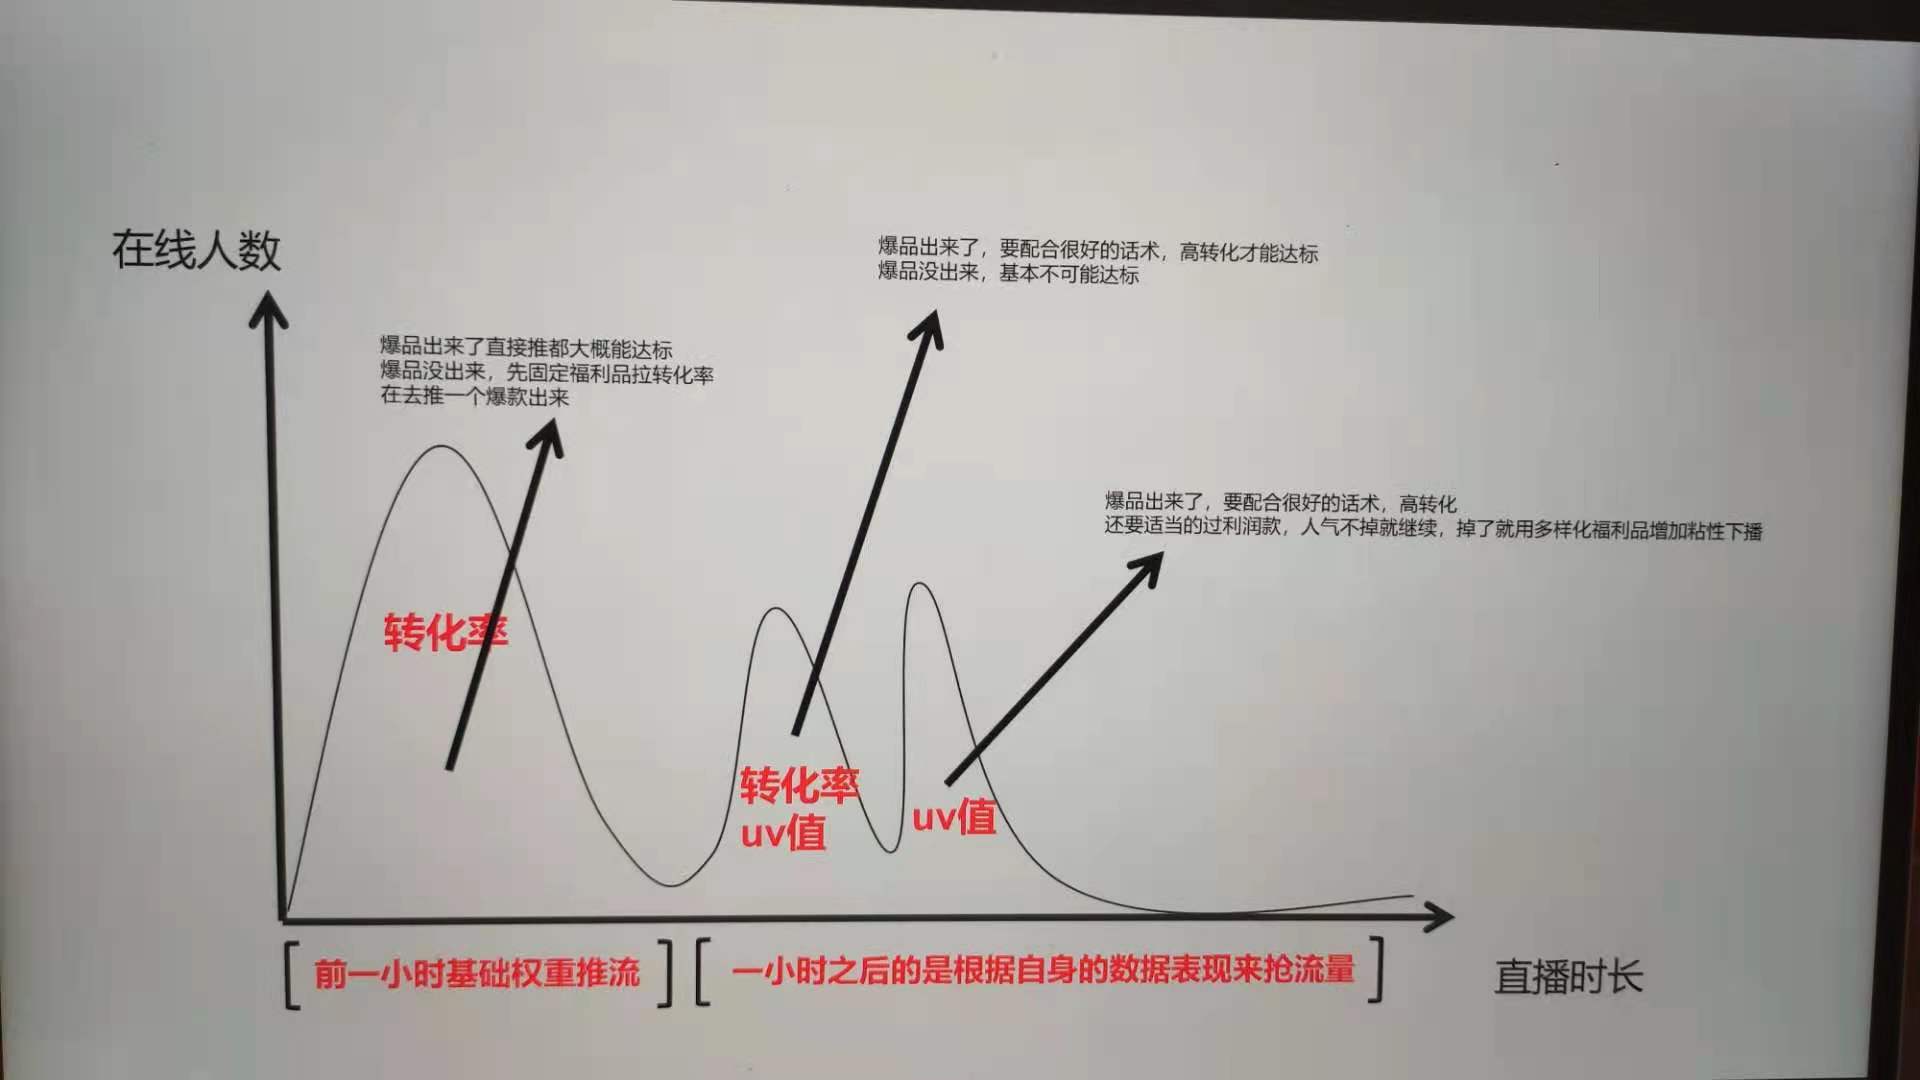 在线人数
爆品出来了，要配合很好的话术，高转化才能达标
爆品没出来，基本不可能达标
爆品出来了直接推都大概能达标
爆品没出来，先固定福利品拉转化率
在去推一个爆款出来
爆品出来了，要配合很好的话术，高转化
还要适当的过利润款，人气不掉就继续，掉了就用多样化福利品增加粘性下播
转化率
转化率
uv值
uv值
[ 前一小时基础权重推流 ] [ 一小时之后的是根据自身的数据表现来抢流量 ]
直播时长